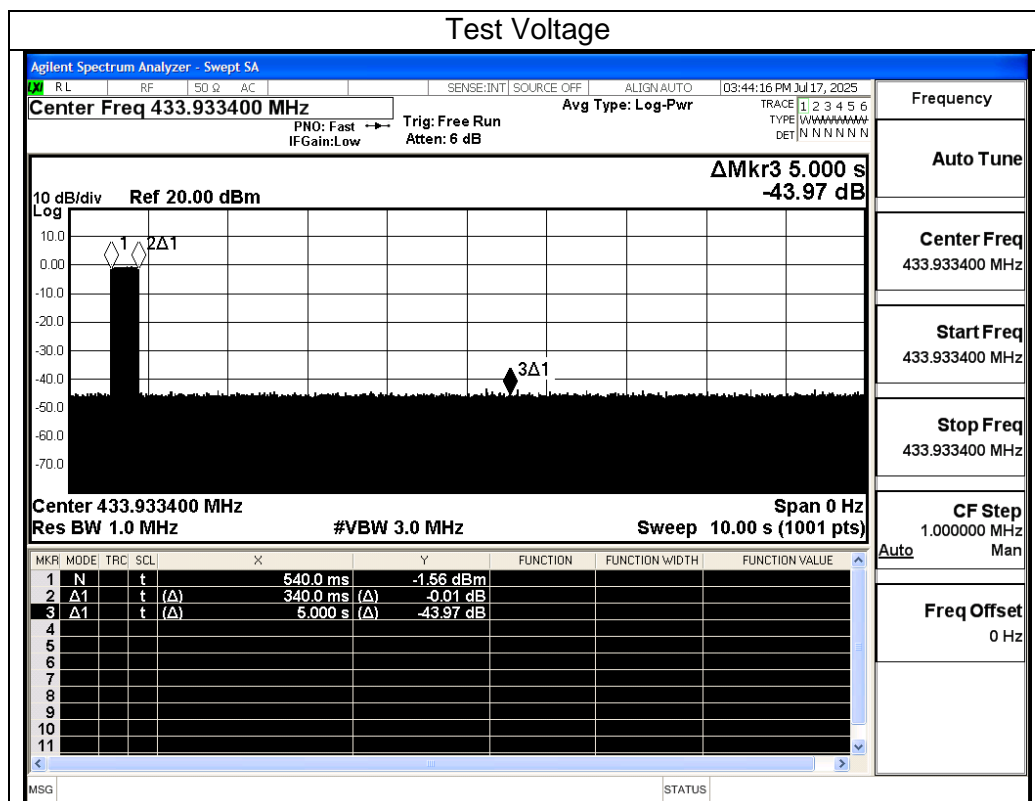 Test Voltage
Agilent Spectrum Analyzer - Swept SA
LXI RL RF 50 Ω AC SENSE:INT SOURCE OFF ALIGN AUTO 03:44:16 PM Jul 17, 2025
Center Freq 433.933400 MHz Avg Type: Log-Pwr TRACE 1 2 3 4 5 6
PNO: Fast Trig: Free Run TYPE WWWWWW
IFGain:Low Atten: 6 dB DET N N N N N N
ΔMkr3 5.000 s
-43.97 dB
10 dB/div Ref 20.00 dBm
Log
10.0
0.00
-10.0
-20.0
-30.0
-40.0
-50.0
-60.0
-70.0
1 2Δ1
3Δ1
Center 433.933400 MHz Span 0 Hz
Res BW 1.0 MHz #VBW 3.0 MHz Sweep 10.00 s (1001 pts)
MKR MODE TRC SCL X Y FUNCTION FUNCTION WIDTH FUNCTION VALUE
1 N t 540.0 ms -1.56 dBm
2 Δ1 t (Δ) 340.0 ms (Δ) -0.01 dB
3 Δ1 t (Δ) 5.000 s (Δ) -43.97 dB
4
5
6
7
8
9
10
11
MSG STATUS
Frequency
Auto Tune
Center Freq
433.933400 MHz
Start Freq
433.933400 MHz
Stop Freq
433.933400 MHz
CF Step
1.000000 MHz
Auto Man
Freq Offset
0 Hz